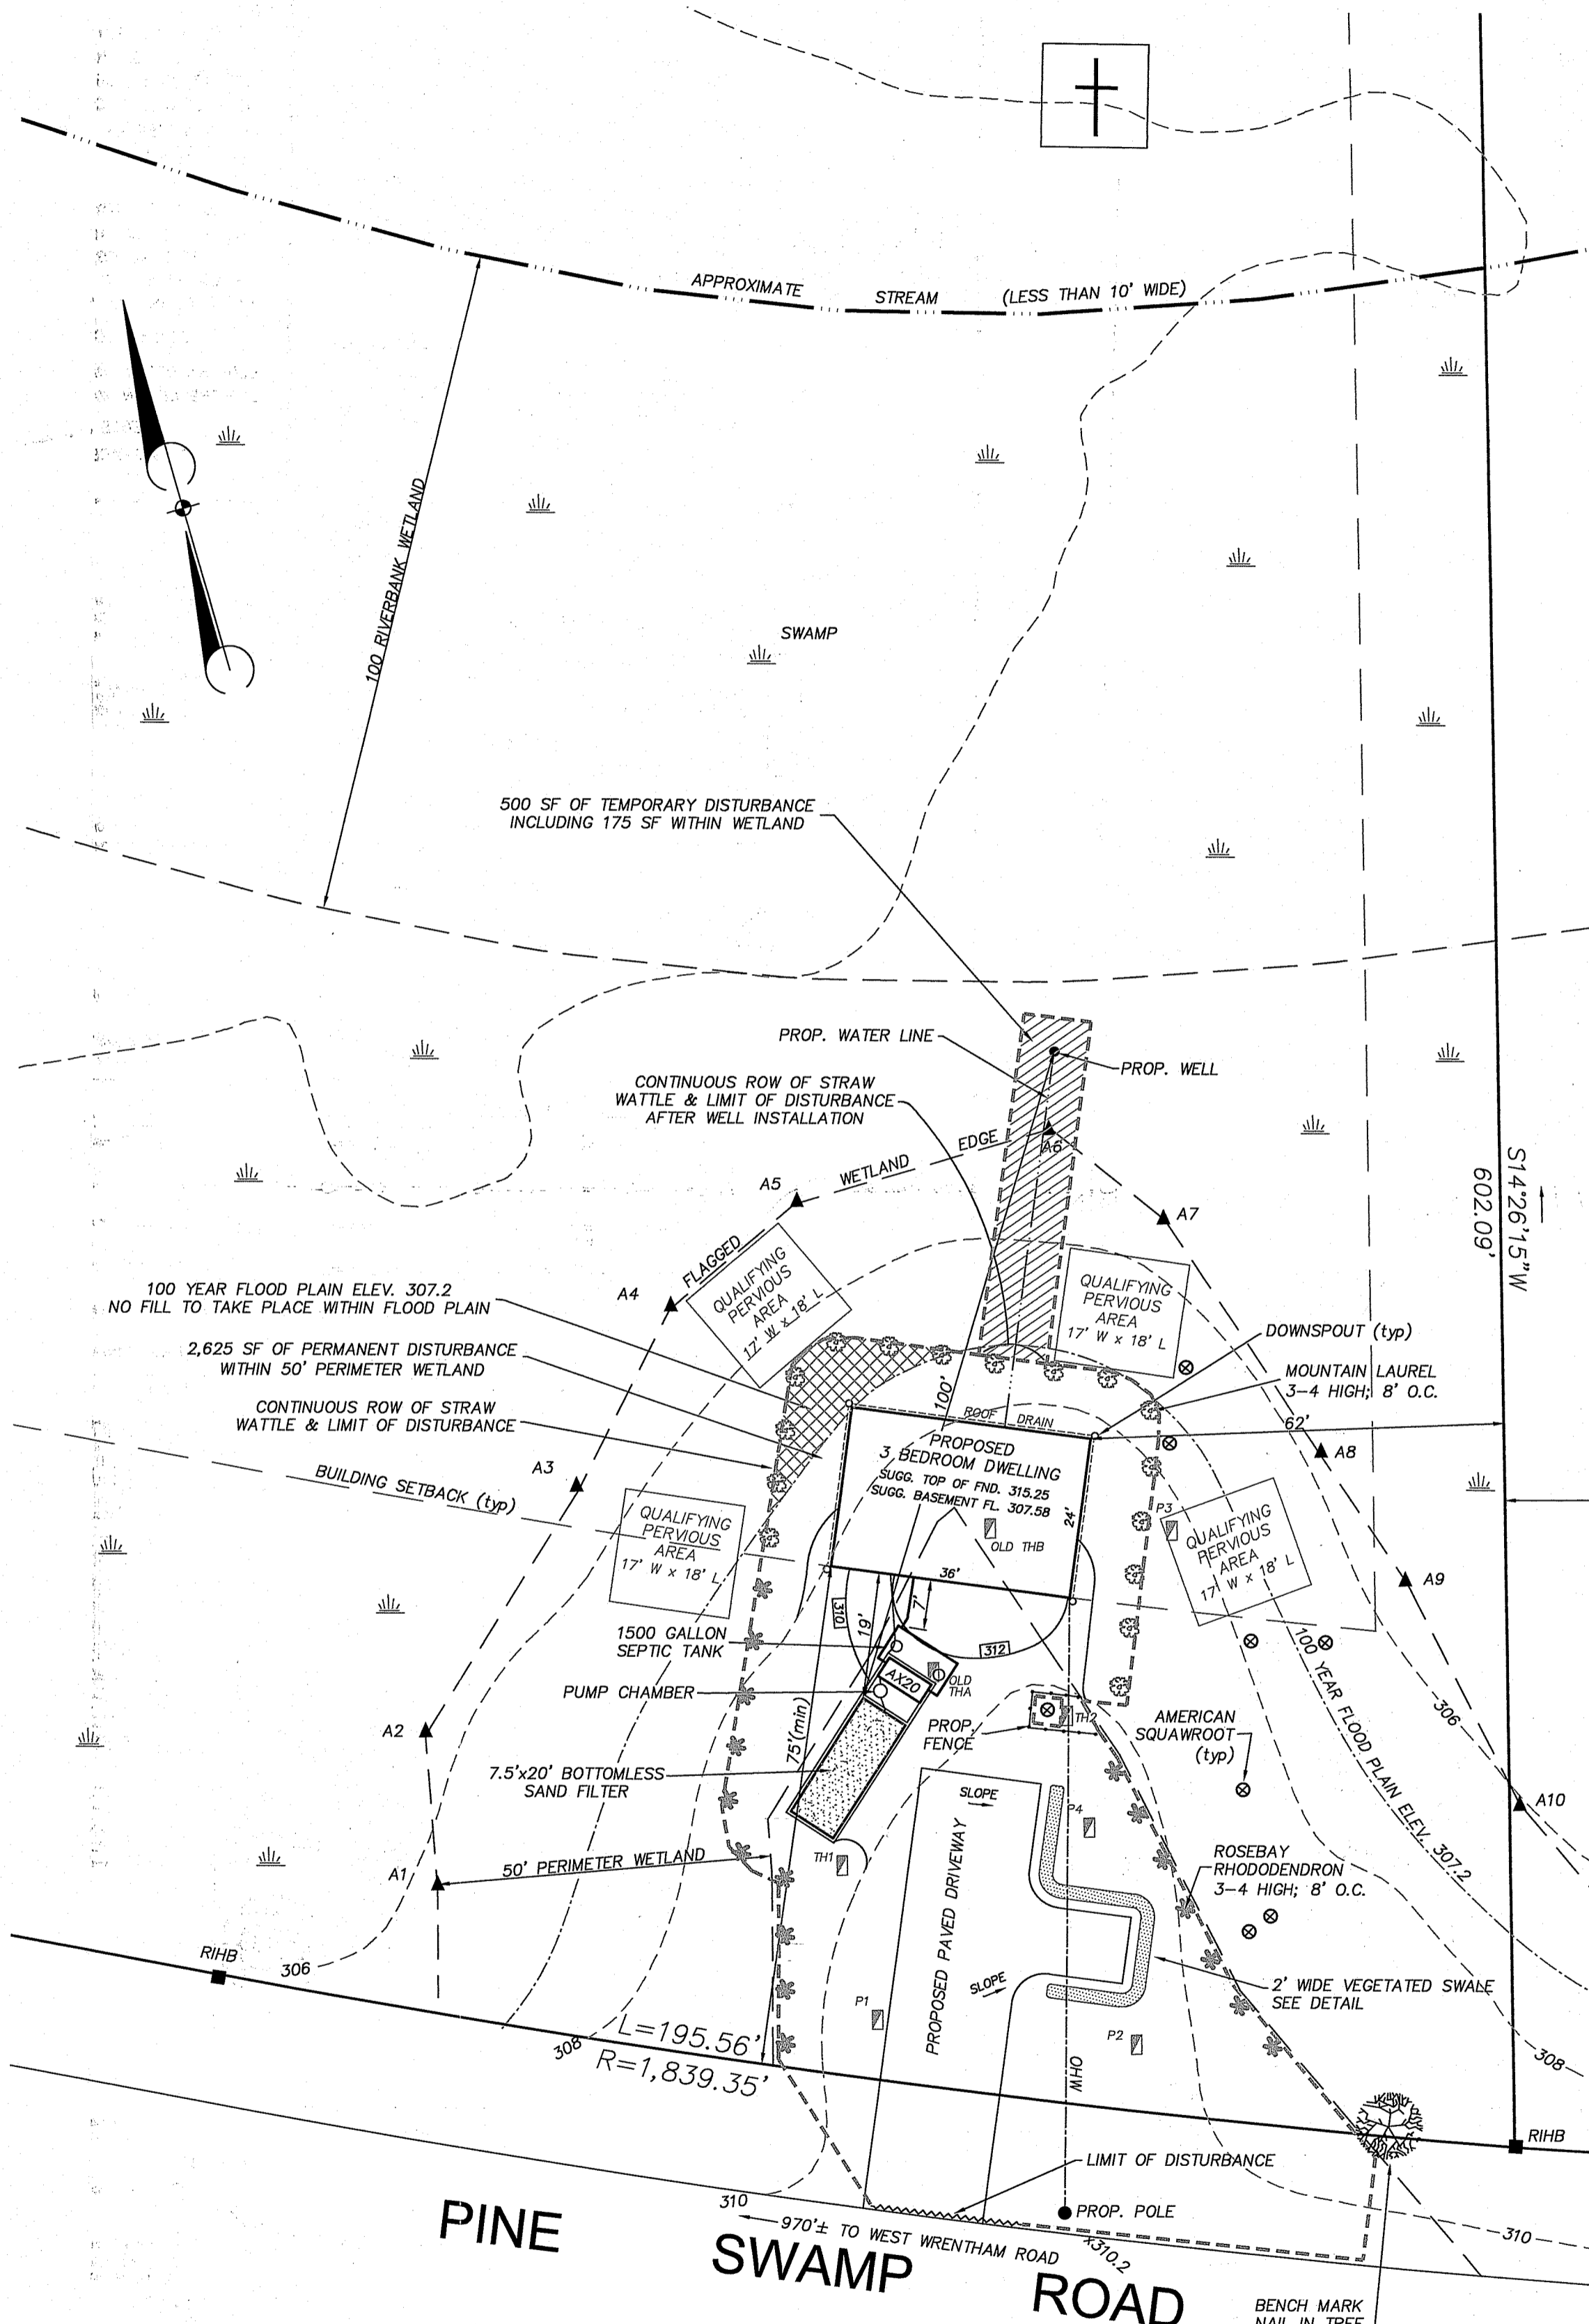 APPROXIMATE STREAM (LESS THAN 10' WIDE)
100 RIVERBANK WETLAND
SWAMP
500 SF OF TEMPORARY DISTURBANCE
INCLUDING 175 SF WITHIN WETLAND
PROP. WATER LINE
PROP. WELL
CONTINUOUS ROW OF STRAW
WATTLE & LIMIT OF DISTURBANCE
AFTER WELL INSTALLATION
FLAGGED WETLAND EDGE
A6
A5
A7
A4
S14°26'15"W
602.09'
QUALIFYING
PERVIOUS
AREA
17' W x 18' L
QUALIFYING
PERVIOUS
AREA
17' W x 18' L
100 YEAR FLOOD PLAIN ELEV. 307.2
NO FILL TO TAKE PLACE WITHIN FLOOD PLAIN
2,625 SF OF PERMANENT DISTURBANCE
WITHIN 50' PERIMETER WETLAND
CONTINUOUS ROW OF STRAW
WATTLE & LIMIT OF DISTURBANCE
DOWNSPOUT (typ)
MOUNTAIN LAUREL
3-4 HIGH; 8' O.C.
62'
A8
100'
ROOF DRAIN
PROPOSED
3 BEDROOM DWELLING
SUGG. TOP OF FND. 315.25
SUGG. BASEMENT FL. 307.58
24'
36'
OLD THB
A3
BUILDING SETBACK (typ)
QUALIFYING
PERVIOUS
AREA
17' W x 18' L
P3
QUALIFYING
PERVIOUS
AREA
17' W x 18' L
A9
310
19'
7'
312
1500 GALLON
SEPTIC TANK
AX20
OLD
THA
PUMP CHAMBER
75'(min)
PROP.
FENCE
TH2
AMERICAN
SQUAWROOT
(typ)
100 YEAR FLOOD PLAIN ELEV. 307.2
306
A2
7.5'x20' BOTTOMLESS
SAND FILTER
A10
SLOPE
P4
TH1
50' PERIMETER WETLAND
A1
PROPOSED PAVED DRIVEWAY
ROSEBAY
RHODODENDRON
3-4 HIGH; 8' O.C.
RIHB
306
SLOPE
2' WIDE VEGETATED SWALE
SEE DETAIL
P1
P2
308
L=195.56'
R=1,839.35'
OHW
308
RIHB
LIMIT OF DISTURBANCE
310
PROP. POLE
970'± TO WEST WRENTHAM ROAD
x310.2
310
PINE SWAMP ROAD
BENCH MARK
NAIL IN TREE